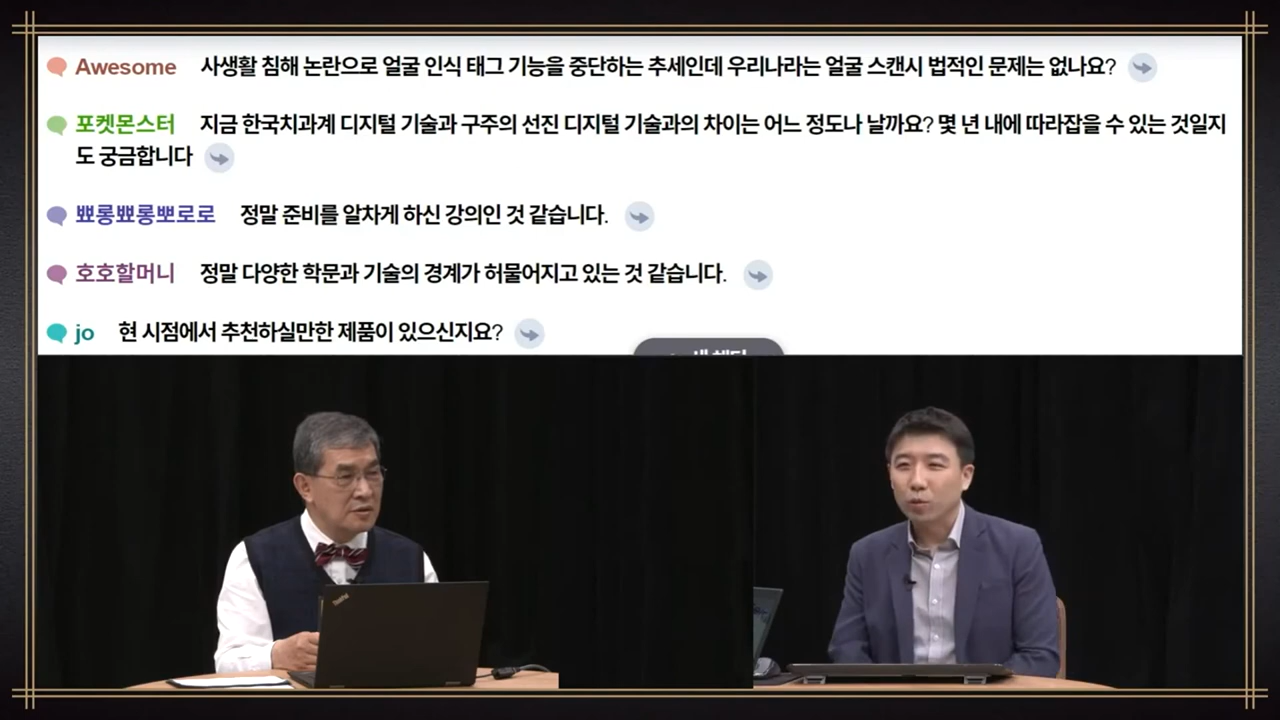 Awesome 사생활 침해 논란으로 얼굴 인식 태그 기능을 중단하는 추세인데 우리나라는 얼굴 스캔시 법적인 문제는 없나요?
포켓몬스터 지금 한국치과계 디지털 기술과 구주의 선진 디지털 기술과의 차이는 어느 정도나 날까요? 몇 년 내에 따라잡을 수 있는 것일지
도 궁금합니다
뾰롱뾰롱뽀로로 정말 준비를 알차게 하신 강의인 것 같습니다.
호호할머니 정말 다양한 학문과 기술의 경계가 허물어지고 있는 것 같습니다.
jo 현 시점에서 추천하실만한 제품이 있으신지요?
ThinkPad